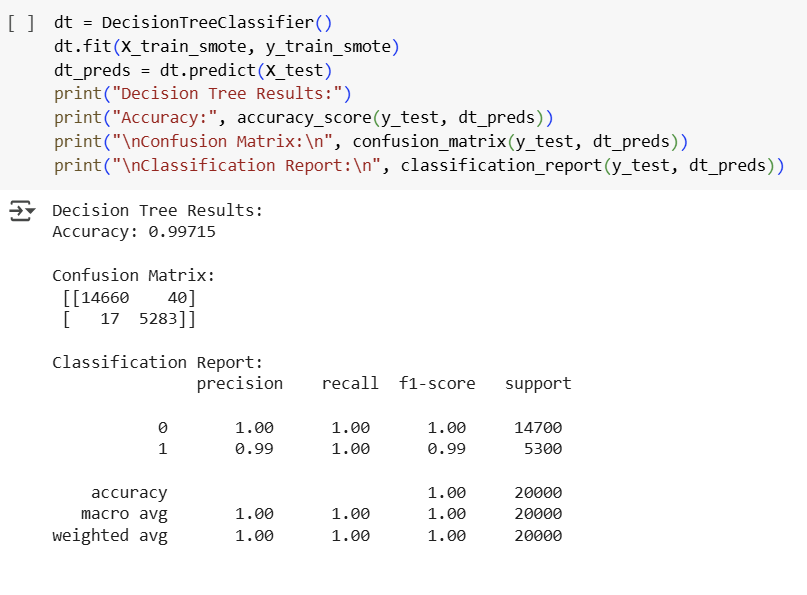 [ ] dt = DecisionTreeClassifier()
dt.fit(X_train_smote, y_train_smote)
dt_preds = dt.predict(X_test)
print("Decision Tree Results:")
print("Accuracy:", accuracy_score(y_test, dt_preds))
print("\nConfusion Matrix:\n", confusion_matrix(y_test, dt_preds))
print("\nClassification Report:\n", classification_report(y_test, dt_preds))
Decision Tree Results:
Accuracy: 0.99715
Confusion Matrix:
[[14660    40]
[   17  5283]]
Classification Report:
precision    recall  f1-score   support
0       1.00      1.00      1.00     14700
1       0.99      1.00      0.99      5300
accuracy                           1.00     20000
macro avg       1.00      1.00      1.00     20000
weighted avg       1.00      1.00      1.00     20000